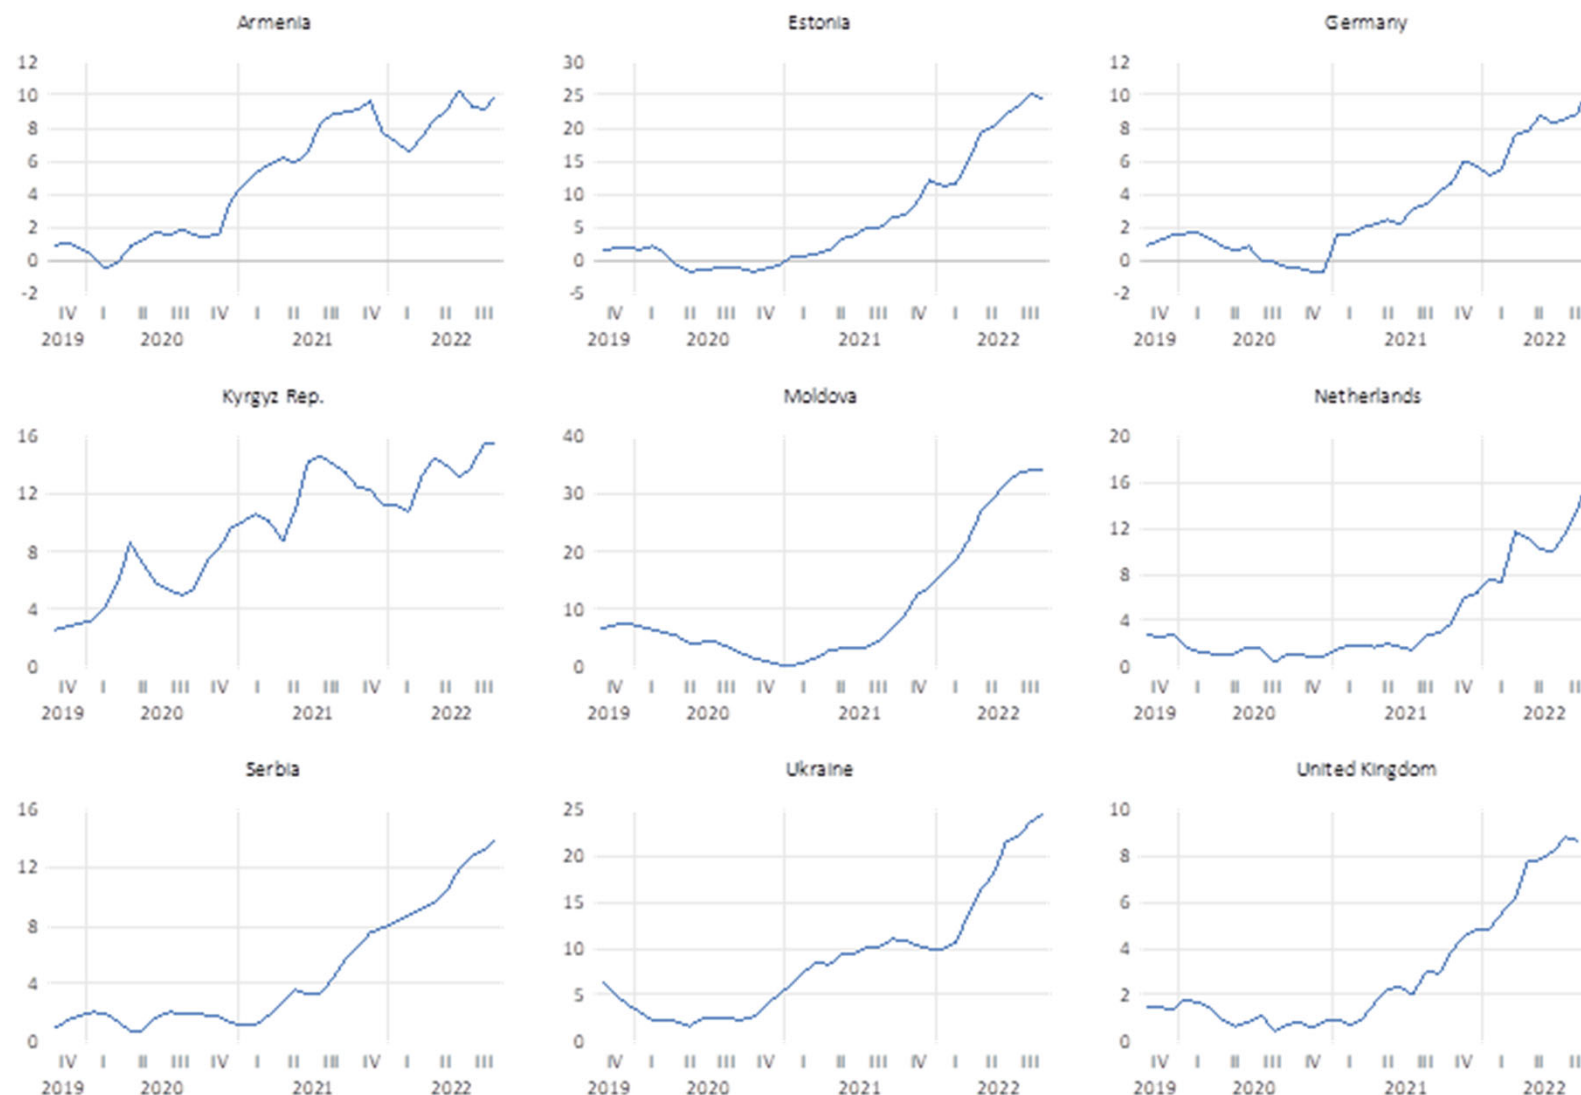 Armenia Estonia Germany
12 30 12
10 25 10
8 20 8
6 15 6
4 10 4
2 5 2
0 0 0
-2 -5 -2
IV I II III IV I II III IV I II III IV I II III IV I II III IV I II III IV I II III IV I II III IV I II II
2019 2020 2021 2022 2019 2020 2021 2022 2019 2020 2021 2022
Kyrgyz Rep. Moldova Netherlands
16 40 20
12 30 16
8 20 12
4 10 8
0 0 4
0
IV I II III IV I II III IV I II III IV I II III IV I II III IV I II III IV I II III IV I II III IV I II II
2019 2020 2021 2022 2019 2020 2021 2022 2019 2020 2021 2022
Serbia Ukraine United Kingdom
16 25 10
12 20 8
8 15 6
4 10 4
0 5 2
0 0
IV I II III IV I II III IV I II III IV I II III IV I II III IV I II III IV I II III IV I II III IV I II II
2019 2020 2021 2022 2019 2020 2021 2022 2019 2020 2021 2022